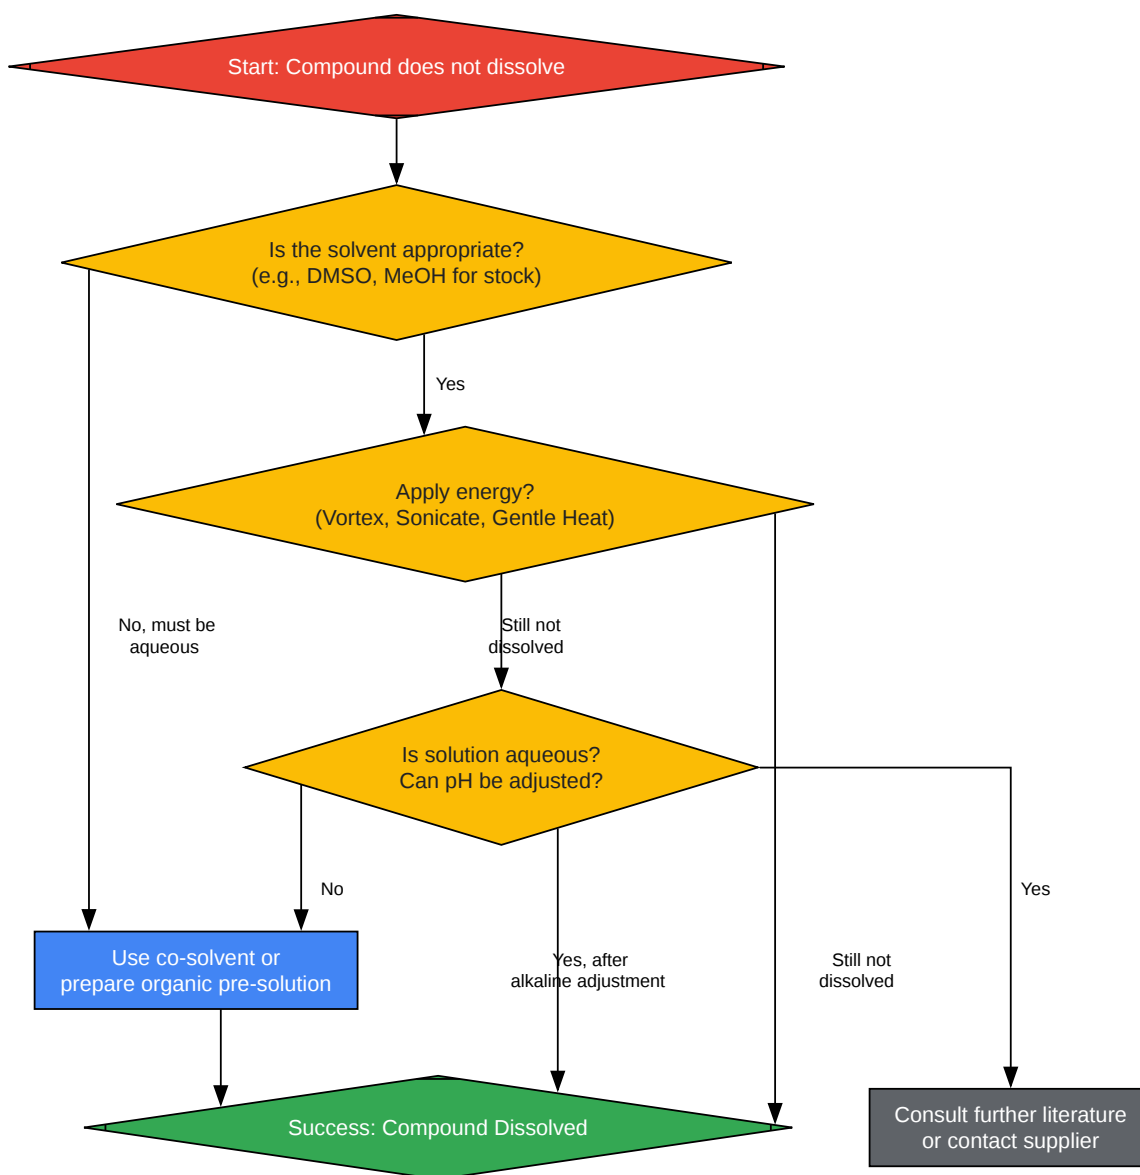 Start: Compound does not dissolve
Is the solvent appropriate?
(e.g., DMSO, MeOH for stock)
Yes
Apply energy?
(Vortex, Sonicate, Gentle Heat)
No, must be
aqueous
Still not
dissolved
Is solution aqueous?
Can pH be adjusted?
No
Yes
Use co-solvent or
prepare organic pre-solution
Yes, after
alkaline adjustment
Still not
dissolved
Success: Compound Dissolved
Consult further literature
or contact supplier